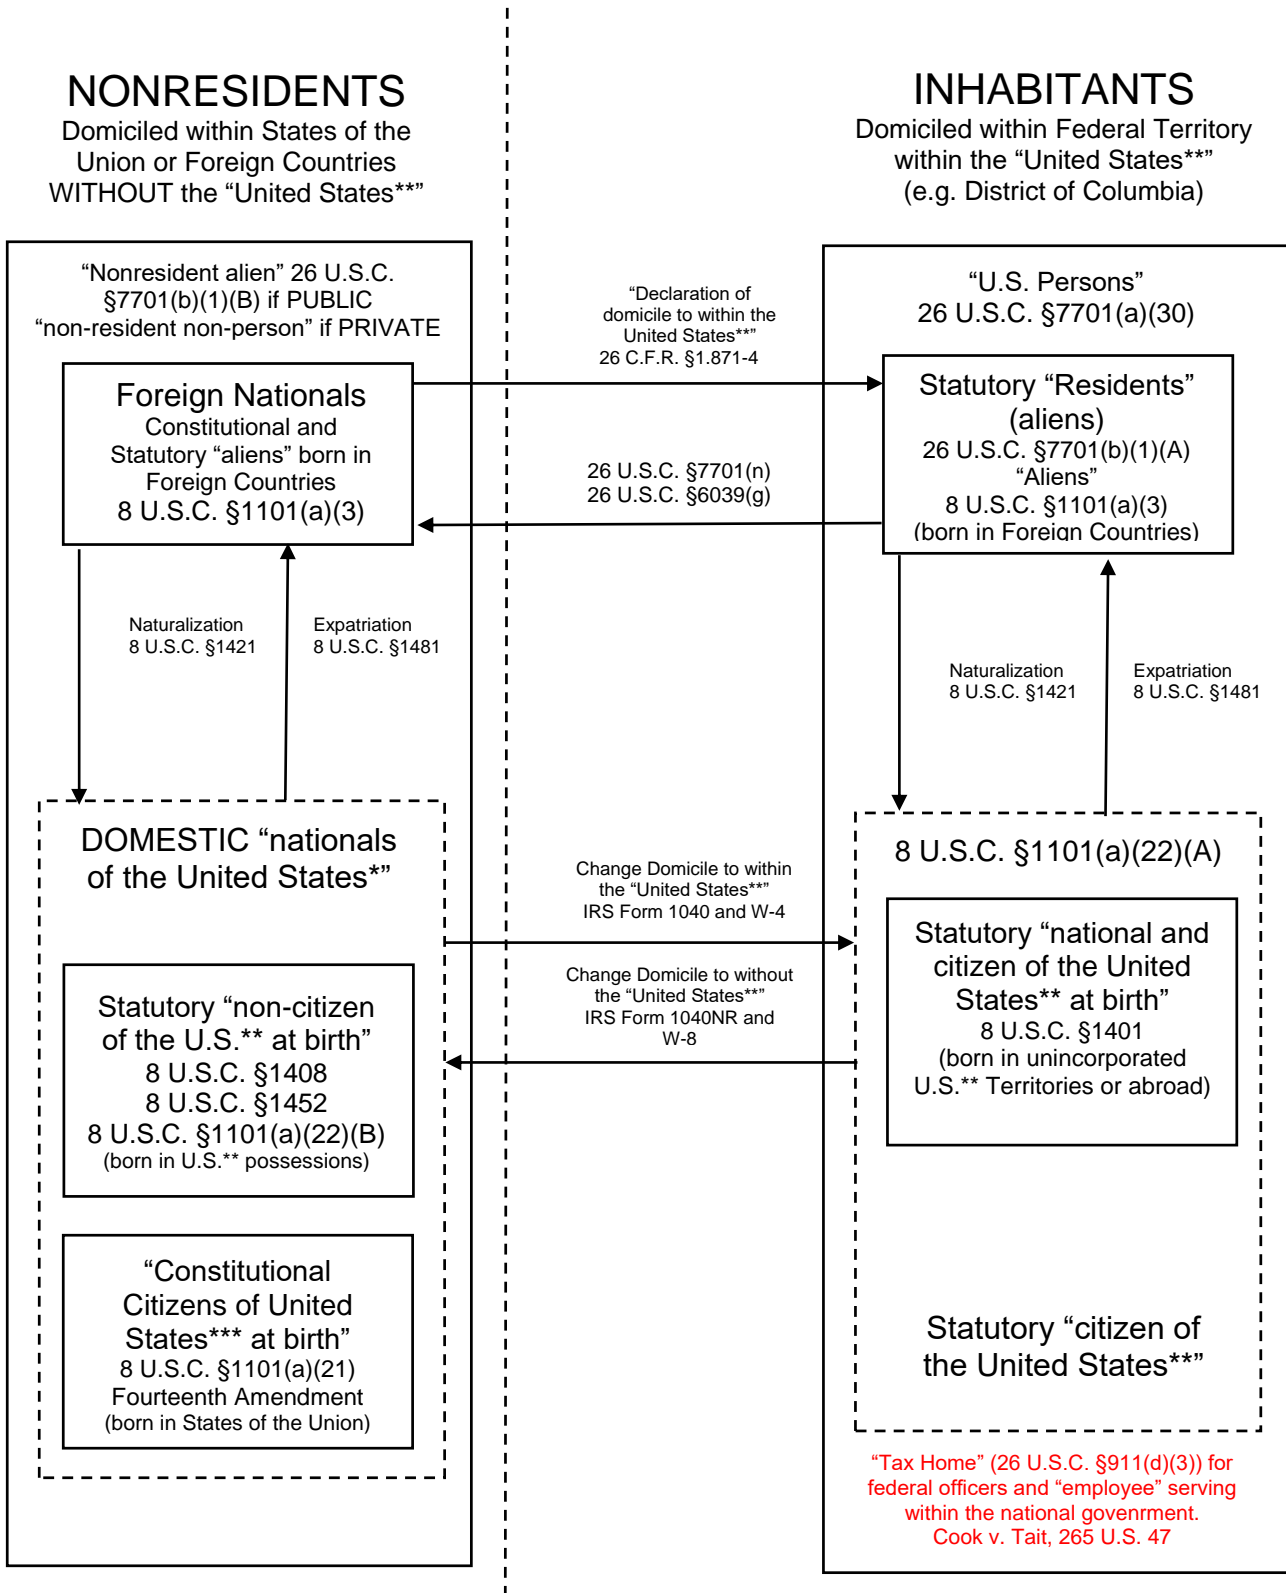 NONRESIDENTS
Domiciled within States of the
Union or Foreign Countries
WITHOUT the “United States**”
“Nonresident alien” 26 U.S.C.
§7701(b)(1)(B) if PUBLIC
“non-resident non-person” if PRIVATE
Foreign Nationals
Constitutional and
Statutory “aliens” born in
Foreign Countries
8 U.S.C. §1101(a)(3)
Naturalization
8 U.S.C. §1421
Expatriation
8 U.S.C. §1481
DOMESTIC “nationals
of the United States*”
Statutory “non-citizen
of the U.S.** at birth”
8 U.S.C. §1408
8 U.S.C. §1452
8 U.S.C. §1101(a)(22)(B)
(born in U.S.** possessions)
“Constitutional
Citizens of United
States*** at birth”
8 U.S.C. §1101(a)(21)
Fourteenth Amendment
(born in States of the Union)
“Declaration of
domicile to within the
United States**”
26 C.F.R. §1.871-4
26 U.S.C. §7701(n)
26 U.S.C. §6039(g)
Change Domicile to within
the “United States**”
IRS Form 1040 and W-4
Change Domicile to without
the “United States**”
IRS Form 1040NR and
W-8
INHABITANTS
Domiciled within Federal Territory
within the “United States**”
(e.g. District of Columbia)
“U.S. Persons”
26 U.S.C. §7701(a)(30)
Statutory “Residents”
(aliens)
26 U.S.C. §7701(b)(1)(A)
“Aliens”
8 U.S.C. §1101(a)(3)
(born in Foreign Countries)
Naturalization
8 U.S.C. §1421
Expatriation
8 U.S.C. §1481
8 U.S.C. §1101(a)(22)(A)
Statutory “national and
citizen of the United
States** at birth”
8 U.S.C. §1401
(born in unincorporated
U.S.** Territories or abroad)
Statutory “citizen of
the United States**”
“Tax Home” (26 U.S.C. §911(d)(3)) for
federal officers and “employee” serving
within the national govenrment.
Cook v. Tait, 265 U.S. 47